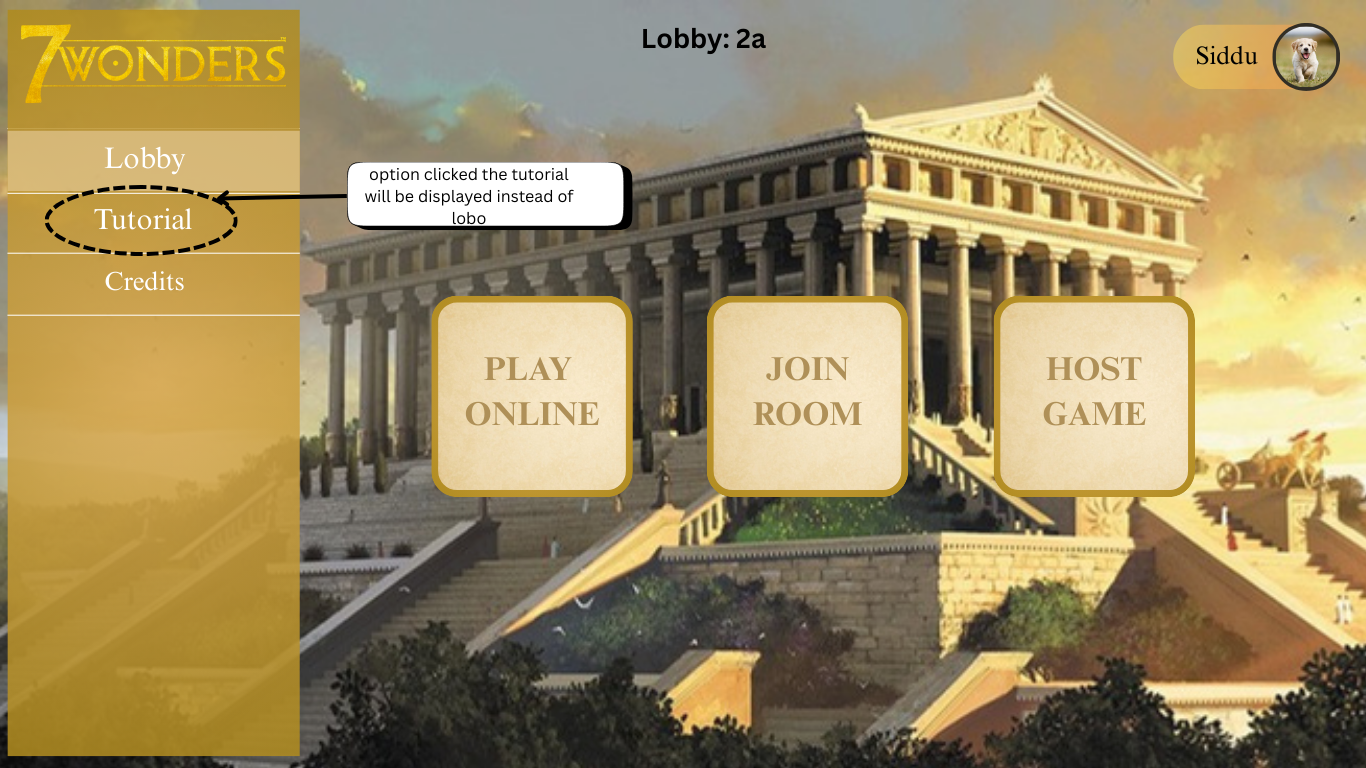 7WONDERS
Lobby: 2a
Siddu
Lobby
Tutorial
Credits
option clicked the tutorial
will be displayed instead of
lobo
PLAY
ONLINE
JOIN
ROOM
HOST
GAME